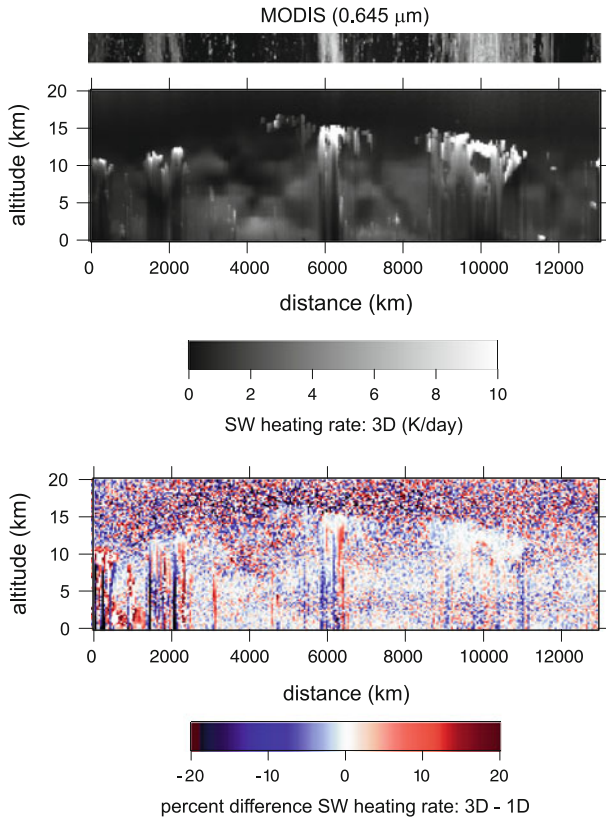 MODIS (0.645 μm)
20
15
10
5
0
altitude (km)
0 2000 4000 6000 8000 10000 12000
distance (km)
0 2 4 6 8 10
SW heating rate: 3D (K/day)
20
15
10
5
0
altitude (km)
0 2000 4000 6000 8000 10000 12000
distance (km)
-20 -10 0 10 20
percent difference SW heating rate: 3D - 1D